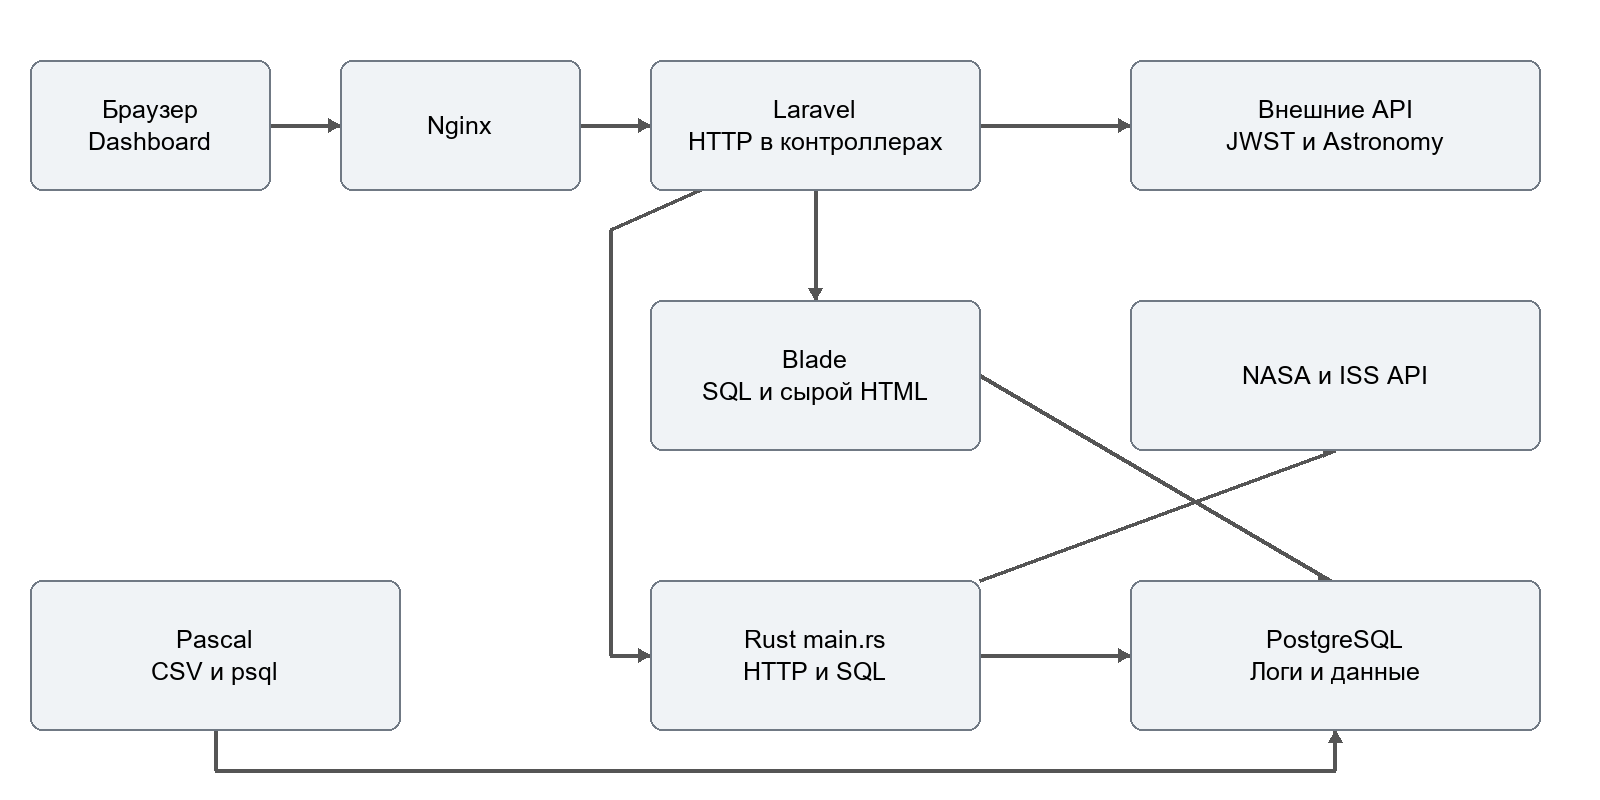 Браузер
Dashboard
Nginx
Laravel
HTTP в контроллерах
Внешние API
JWST и Astronomy
Blade
SQL и сырой HTML
NASA и ISS API
Pascal
CSV и psql
Rust main.rs
HTTP и SQL
PostgreSQL
Логи и данные